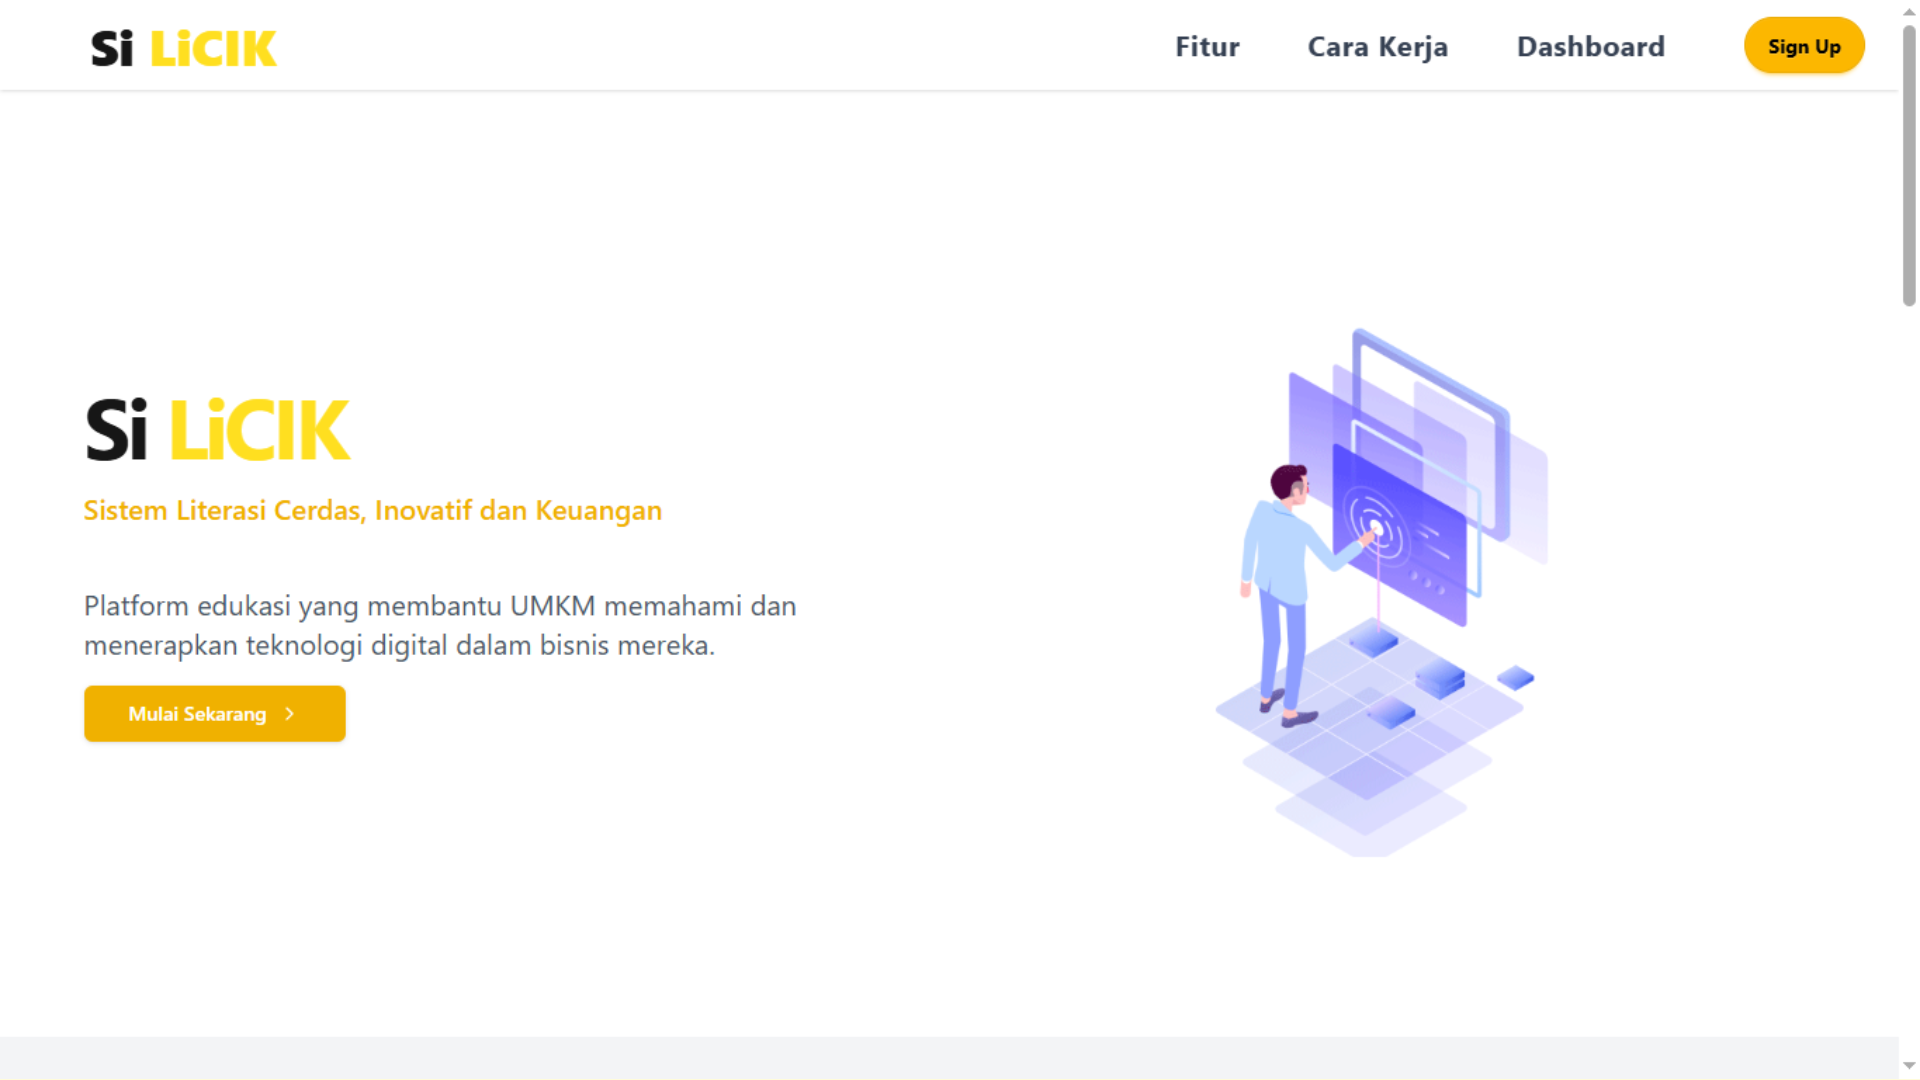 Si LiCIK
Fitur
Cara Kerja
Dashboard
Sign Up
Si LiCIK
Sistem Literasi Cerdas, Inovatif dan Keuangan
Platform edukasi yang membantu UMKM memahami dan
menerapkan teknologi digital dalam bisnis mereka.
Mulai Sekarang